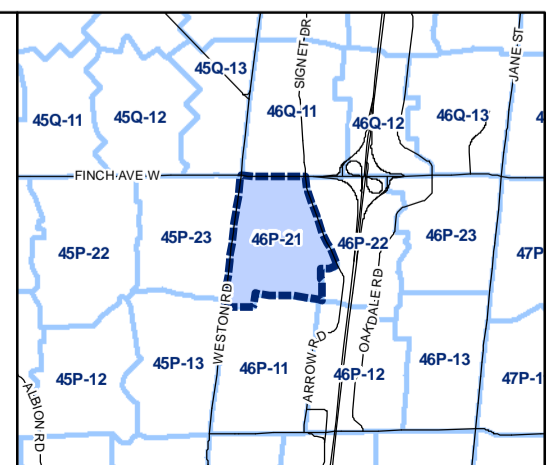 SIGNET DR
JANE ST
45Q-13
45Q-11
45Q-12
46Q-11
46Q-12
46Q-13
4
FINCH AVE W
45P-22
45P-23
46P-21
46P-22
46P-23
47P
WESTON RD
OAKDALE RD
ARROW RD
45P-12
45P-13
46P-11
46P-12
46P-13
47P-1
ALBION RD